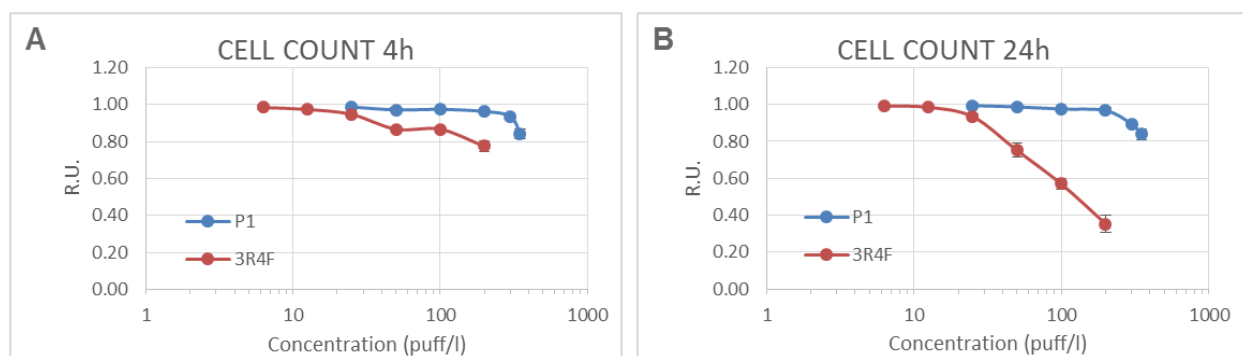 A
CELL COUNT 4h
1.20
1.00
0.80
0.60
0.40
0.20
0.00
R.U.
P1
3R4F
1
10
100
1000
Concentration (puff/l)
B
CELL COUNT 24h
1.20
1.00
0.80
0.60
0.40
0.20
0.00
R.U.
P1
3R4F
1
10
100
1000
Concentration (puff/l)